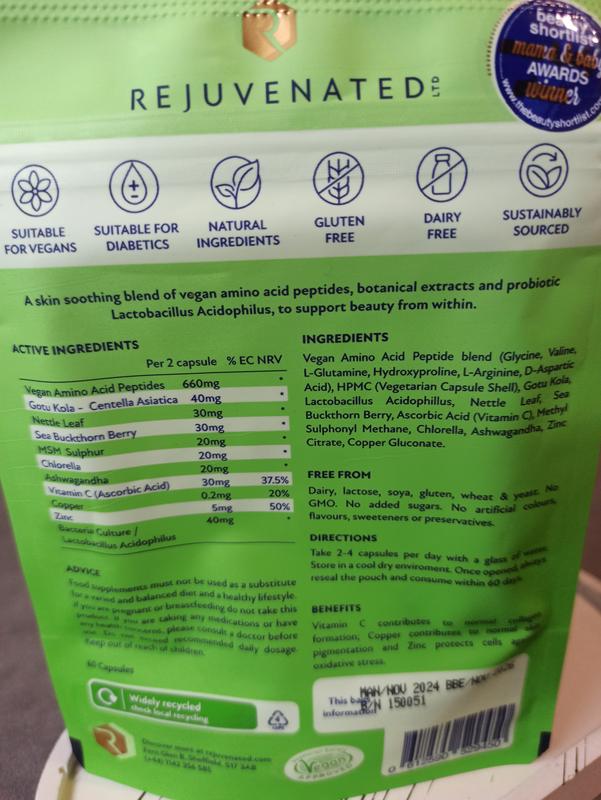 REJUVENATED LTD
beauty
shortlist
mama & baby
AWARDS
winner
www.thebeautyshortlist.com
SUITABLE
FOR VEGANS
SUITABLE FOR
DIABETICS
NATURAL
INGREDIENTS
GLUTEN
FREE
DAIRY
FREE
SUSTAINABLY
SOURCED
A skin soothing blend of vegan amino acid peptides, botanical extracts and probiotic
Lactobacillus Acidophilus, to support beauty from within.
ACTIVE INGREDIENTS
Per 2 capsule % EC NRV
Vegan Amino Acid Peptides 660mg *
Gotu Kola - Centella Asiatica 40mg *
Nettle Leaf 30mg *
Sea Buckthorn Berry 30mg *
MSM Sulphur 20mg *
Chlorella 20mg *
Ashwagandha 20mg *
Vitamin C (Ascorbic Acid) 30mg 37.5%
Copper 0.2mg 20%
Zinc 5mg 50%
Bacteria Culture / 40mg *
Lactobacillus Acidophilus
ADVICE
Food supplements must not be used as a substitute
for a varied and balanced diet and a healthy lifestyle.
If you are pregnant or breastfeeding do not take this
product. If you are taking any medications or have
any health concerns, please consult a doctor before
use. Do not exceed recommended daily dosage.
Keep out of reach of children.
60 Capsules
Widely recycled
check local recycling
4
Discover more at rejuvenated.com
INGREDIENTS
Vegan Amino Acid Peptide blend (Glycine, Valine,
L-Glutamine, Hydroxyproline, L-Arginine, D-Aspartic
Acid), HPMC (Vegetarian Capsule Shell), Gotu Kola,
Lactobacillus Acidophillus, Nettle Leaf, Sea
Buckthorn Berry, Ascorbic Acid (Vitamin C), Methyl
Sulphonyl Methane, Chlorella, Ashwagandha, Zinc
Citrate, Copper Gluconate.
FREE FROM
Dairy, lactose, soya, gluten, wheat & yeast. No
GMO. No added sugars. No artificial colours,
flavours, sweeteners or preservatives.
DIRECTIONS
Take 2-4 capsules per day with a glass of water.
Store in a cool dry enviroment. Once opened, always
reseal the pouch and consume within 60 days.
BENEFITS
Vitamin C contributes to normal collagen
formation; Copper contributes to normal skin
pigmentation and Zinc protects cells against
oxidative stress.
MAN/NOV 2024 BBE/NOV 2026
B/N 150051
This
information
Vegan
APPROVED